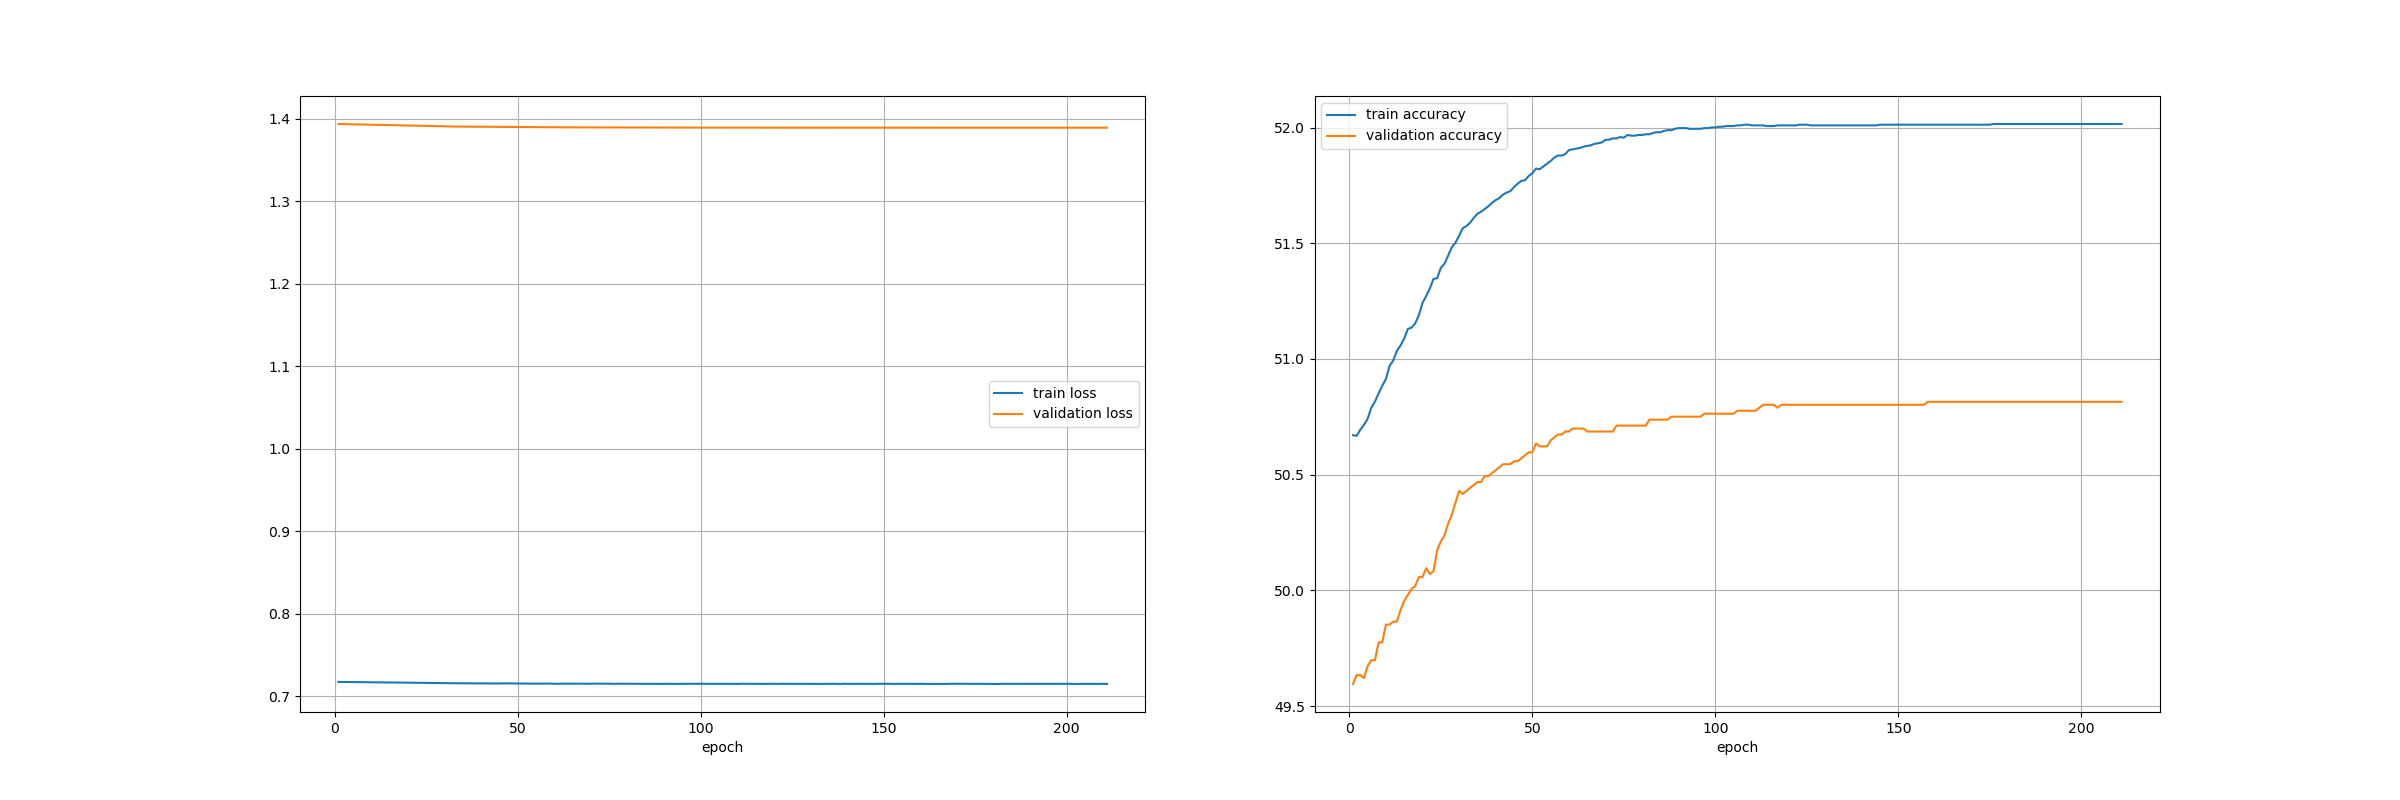 1.4
1.3
1.2
1.1
1.0
0.9
0.8
0.7
train loss
validation loss
0 50 100 150 200
epoch
train accuracy
validation accuracy
52.0
51.5
51.0
50.5
50.0
49.5
0 50 100 150 200
epoch